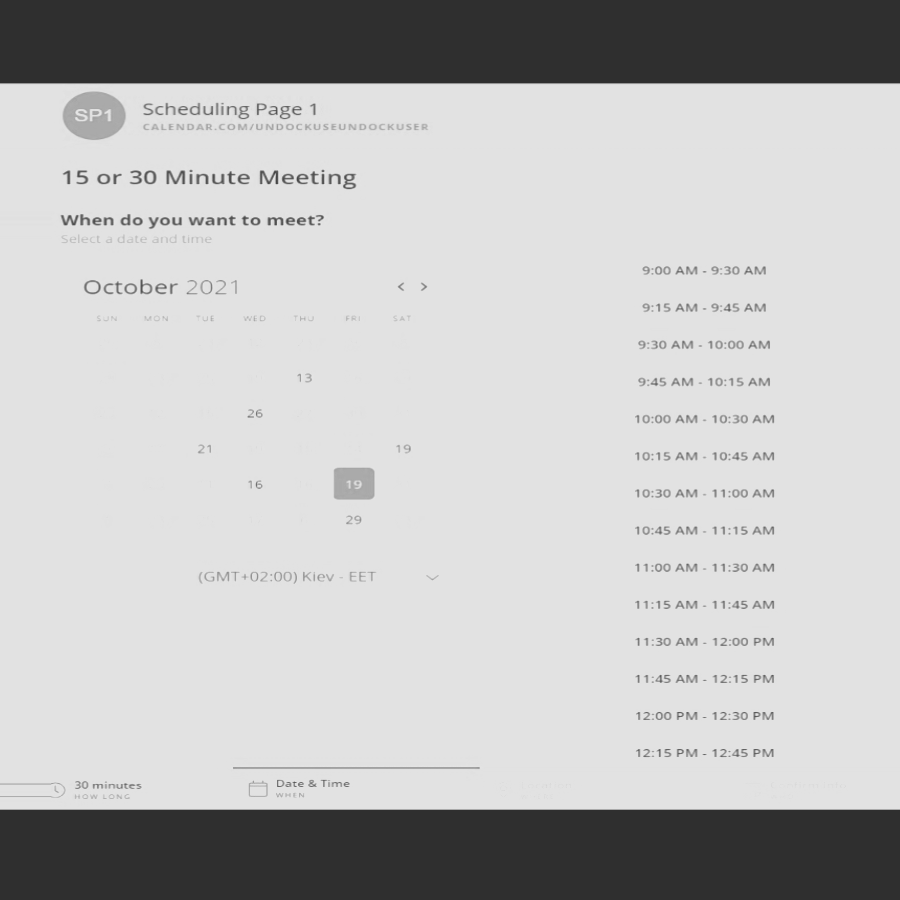 SP1
Scheduling Page 1
CALENDAR.COM/UNDOCKUSEUNDOCKUSER
15 or 30 Minute Meeting
When do you want to meet?
Select a date and time
October 2021 < >
SUN MON TUE WED THU FRI SAT
13
26
21 19
16 19
29
(GMT+02:00) Kiev - EET
9:00 AM - 9:30 AM
9:15 AM - 9:45 AM
9:30 AM - 10:00 AM
9:45 AM - 10:15 AM
10:00 AM - 10:30 AM
10:15 AM - 10:45 AM
10:30 AM - 11:00 AM
10:45 AM - 11:15 AM
11:00 AM - 11:30 AM
11:15 AM - 11:45 AM
11:30 AM - 12:00 PM
11:45 AM - 12:15 PM
12:00 PM - 12:30 PM
12:15 PM - 12:45 PM
30 minutes
HOW LONG
Date & Time
WHEN